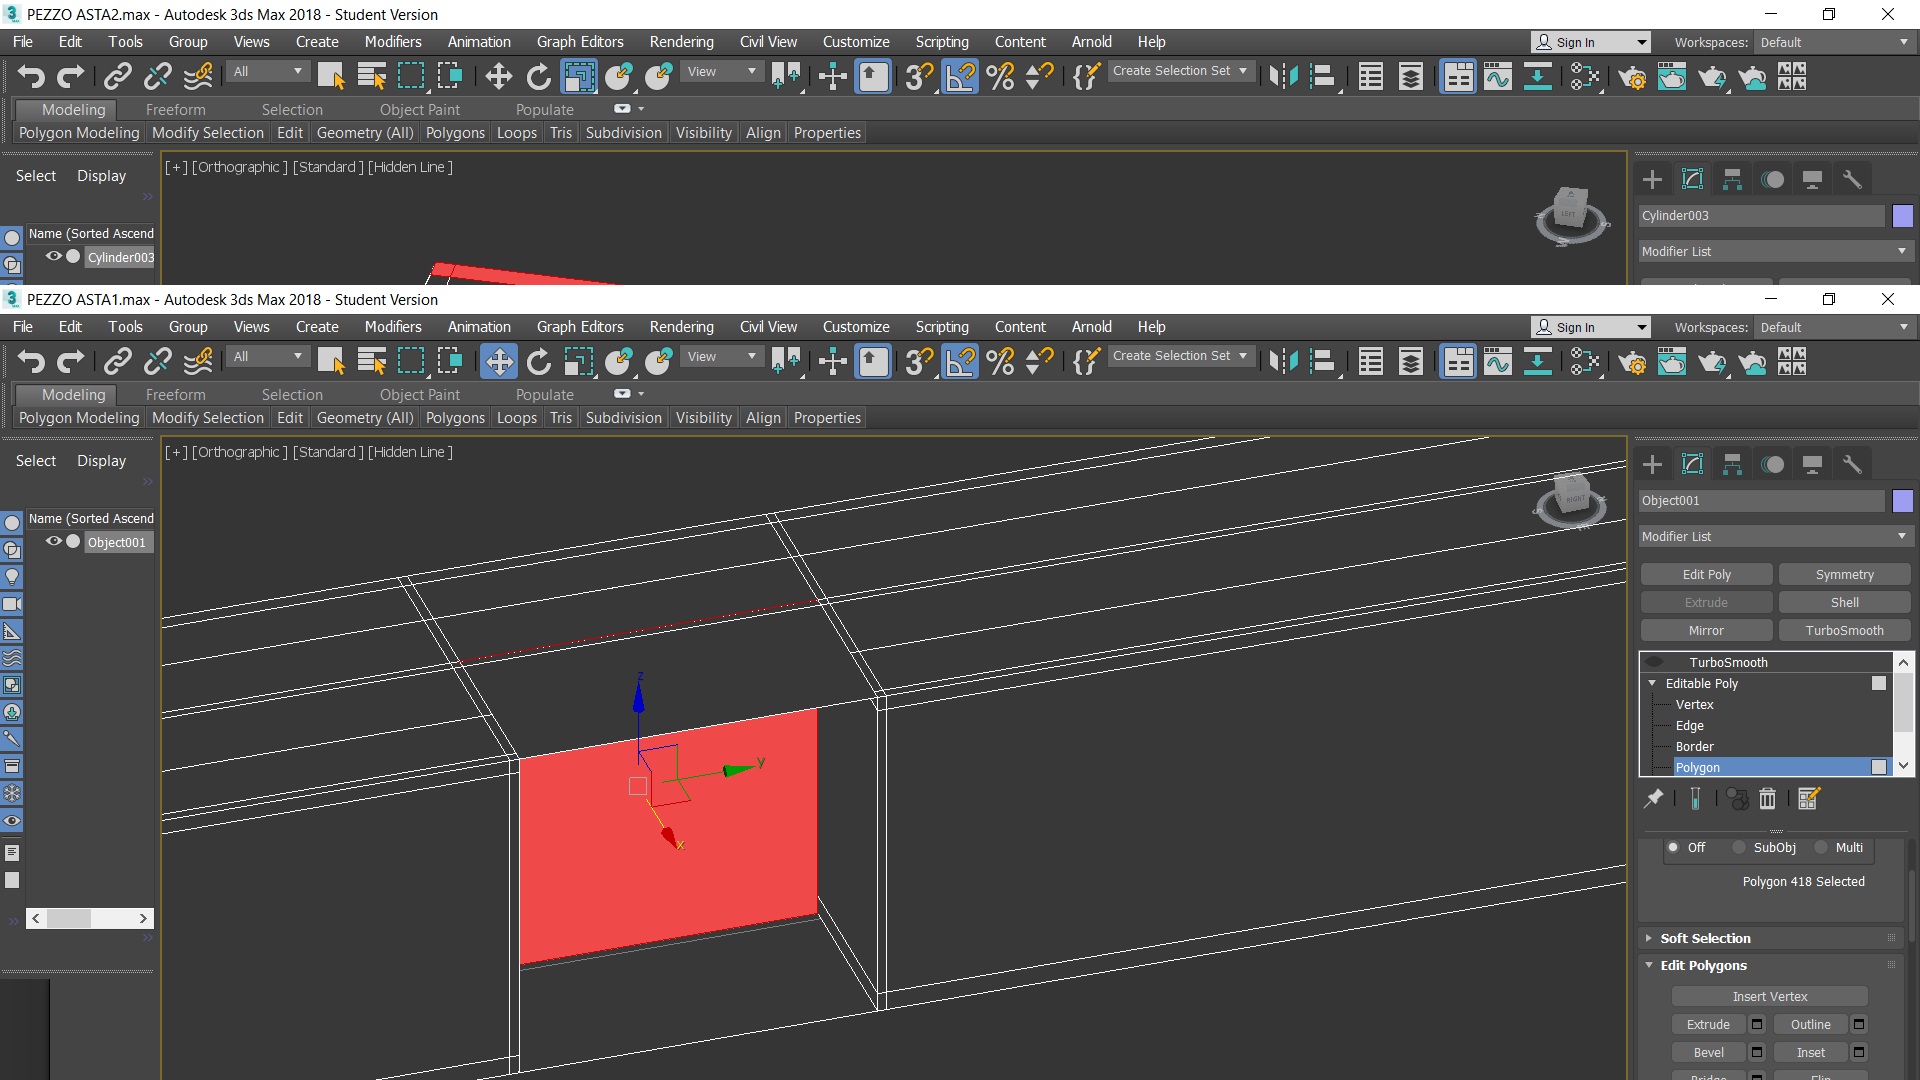 PEZZO ASTA2.max - Autodesk 3ds Max 2018 - Student Version
File Edit Tools Group Views Create Modifiers Animation Graph Editors Rendering Civil View Customize Scripting Content Arnold Help Sign In Workspaces: Default
All View Create Selection Set
Modeling Freeform Selection Object Paint Populate
Polygon Modeling Modify Selection Edit Geometry (All) Polygons Loops Tris Subdivision Visibility Align Properties
Select Display
[+] [Orthographic ] [Standard ] [Hidden Line ]
LEFT
Name (Sorted Ascend
Cylinder003
Cylinder003
Modifier List
PEZZO ASTA1.max - Autodesk 3ds Max 2018 - Student Version
File Edit Tools Group Views Create Modifiers Animation Graph Editors Rendering Civil View Customize Scripting Content Arnold Help Sign In Workspaces: Default
All View Create Selection Set
Modeling Freeform Selection Object Paint Populate
Polygon Modeling Modify Selection Edit Geometry (All) Polygons Loops Tris Subdivision Visibility Align Properties
Select Display
[+] [Orthographic ] [Standard ] [Hidden Line ]
RIGHT
Name (Sorted Ascend
Object001
z
y
x
Object001
Modifier List
Edit Poly Symmetry
Extrude Shell
Mirror TurboSmooth
TurboSmooth
Editable Poly
Vertex
Edge
Border
Polygon
Off SubObj Multi
Polygon 418 Selected
Soft Selection
Edit Polygons
Insert Vertex
Extrude Outline
Bevel Inset
Bridge Flip